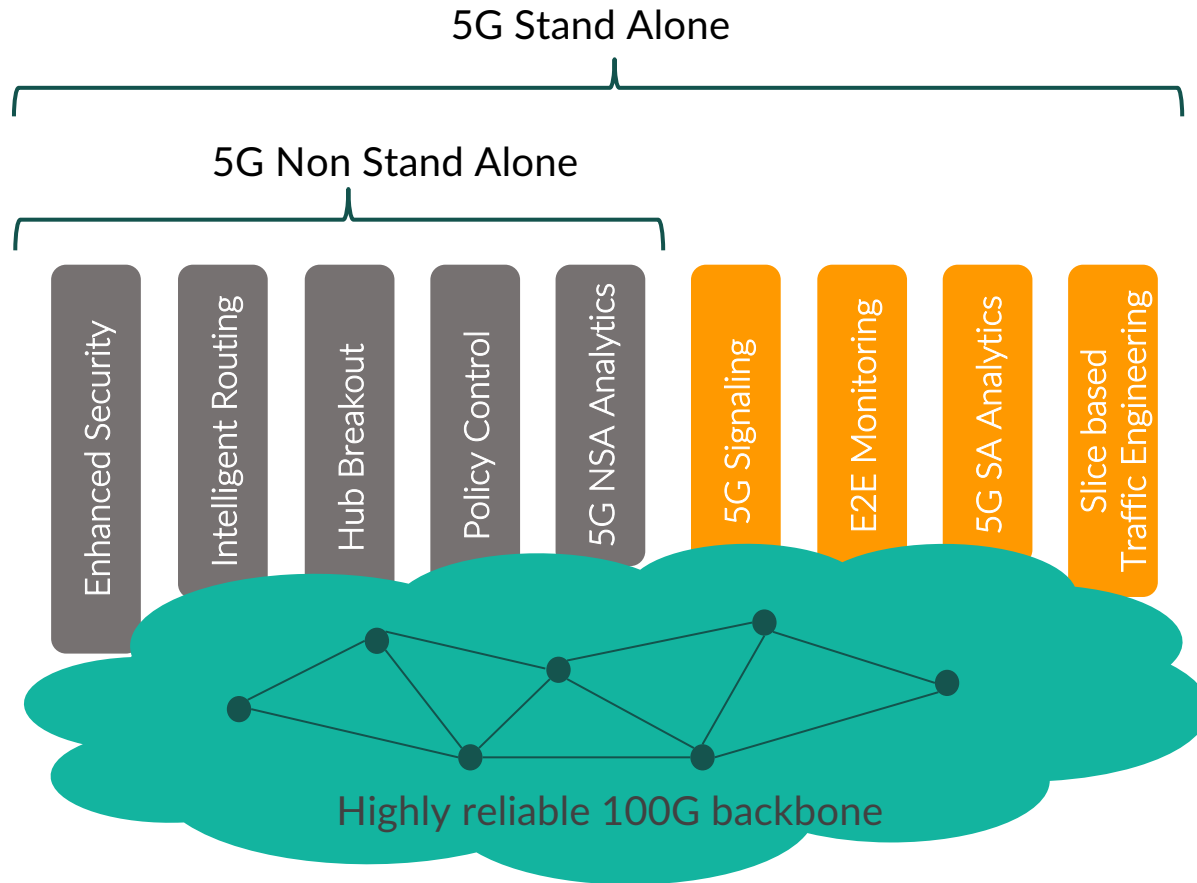 5G Stand Alone
5G Non Stand Alone
Enhanced Security
Intelligent Routing
Hub Breakout
Policy Control
5G NSA Analytics
5G Signaling
E2E Monitoring
5G SA Analytics
Slice based
Traffic Engineering
Highly reliable 100G backbone